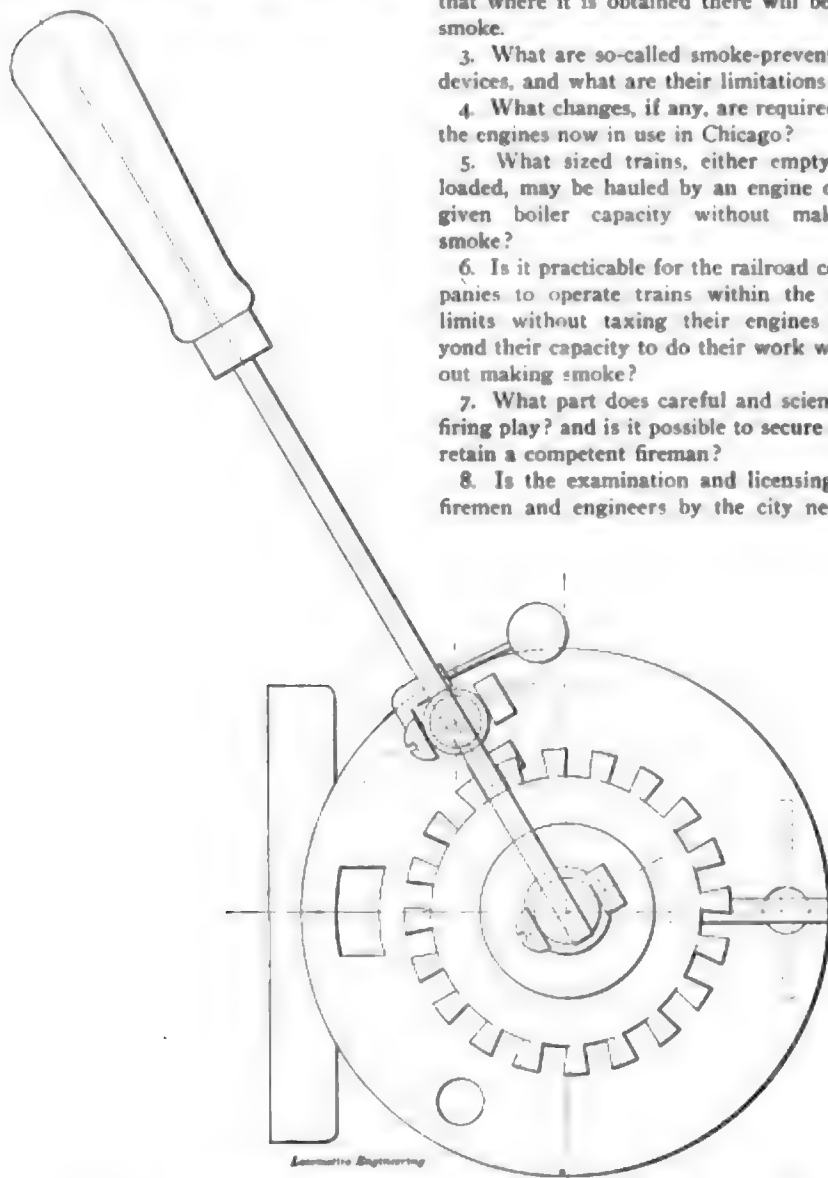 that where it is obtained there will be
smoke.
3. What are so-called smoke-prevent
devices, and what are their limitations
4. What changes, if any, are required
the engines now in use in Chicago?
5. What sized trains, either empty
loaded, may be hauled by an engine
given boiler capacity without mak
smoke?
6. Is it practicable for the railroad co
panies to operate trains within the
limits without taxing their engines
yond their capacity to do their work w
out making smoke?
7. What part does careful and scien
firing play? and is it possible to secure
retain a competent fireman?
8. Is the examination and licensing
firemen and engineers by the city ne
Locomotive Engineering